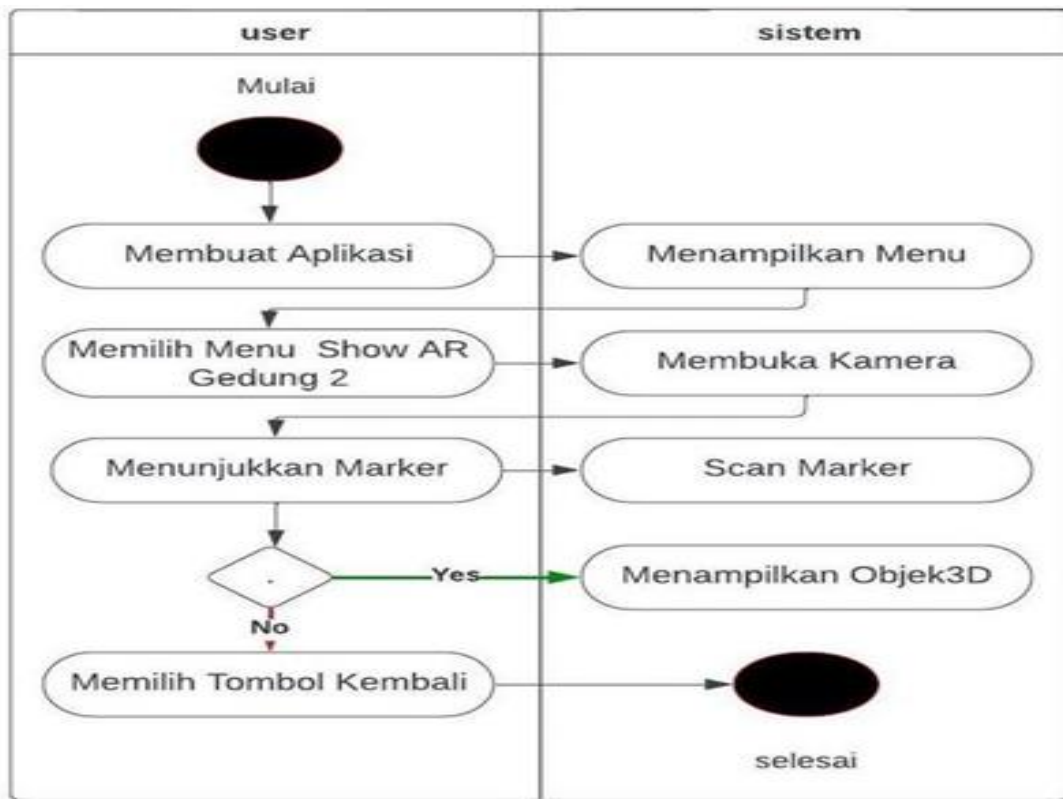 user
sistem
Mulai
Membuat Aplikasi
Menampilkan Menu
Memilih Menu Show AR
Gedung 2
Membuka Kamera
Menunjukkan Marker
Scan Marker
.
Yes
Menampilkan Objek3D
No
Memilih Tombol Kembali
selesai